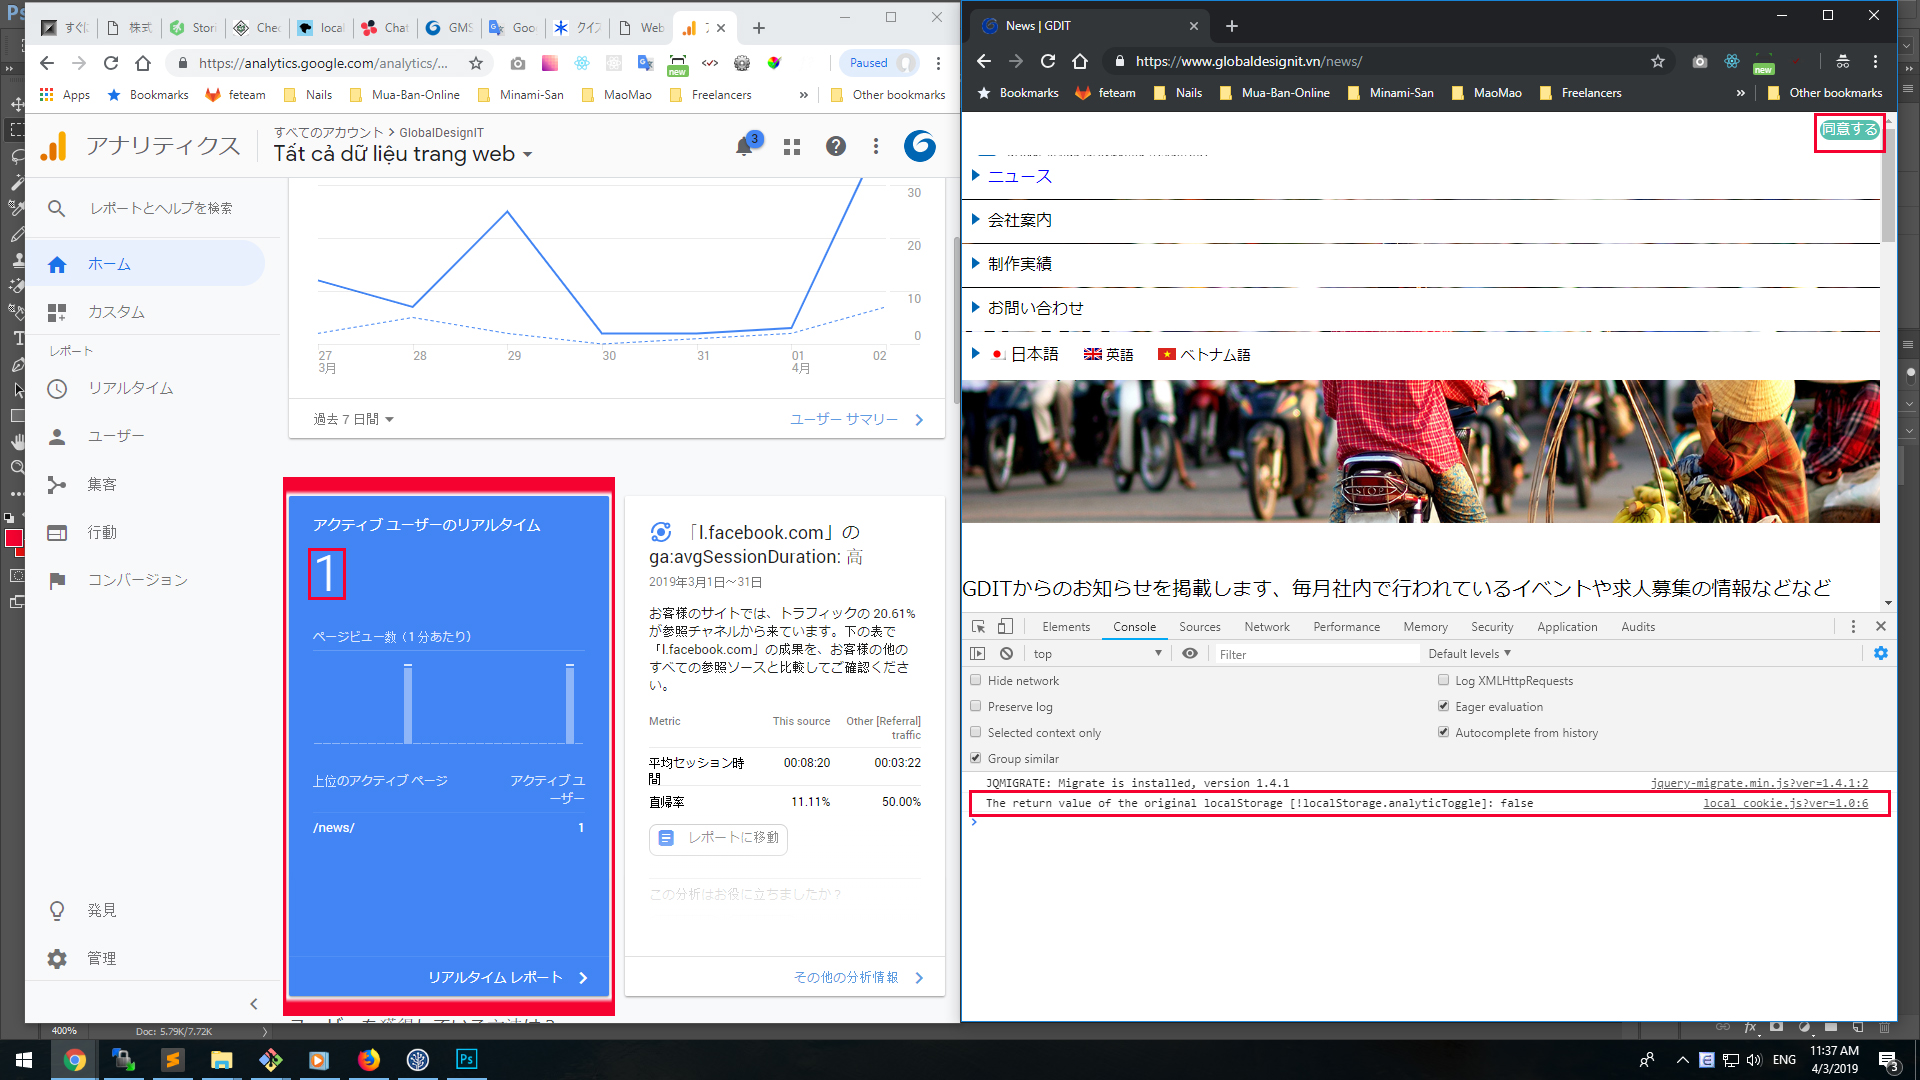 Ps
すぐに
株式
Stori
Chec
local
Chat
GMS
Goo
クイフ
Web
https://analytics.google.com/analytics/...
new
Paused
Apps
Bookmarks
feteam
Nails
Mua-Ban-Online
Minami-San
MaoMao
Freelancers
»
Other bookmarks
アナリティクス
すべてのアカウント > GlobalDesignIT
Tất cả dữ liệu trang web
3
レポートとヘルプを検索
ホーム
カスタム
レポート
リアルタイム
ユーザー
集客
行動
コンバージョン
発見
管理
30
20
10
0
27
3月
28
29
30
31
01
4月
02
過去 7 日間
ユーザー サマリー
アクティブ ユーザーのリアルタイム
1
ページビュー数（1 分あたり）
上位のアクティブ ページ
アクティブ ユーザー
/news/ 1
リアルタイム レポート
「l.facebook.com」の
ga:avgSessionDuration: 高
2019年3月1日～31日
お客様のサイトでは、トラフィックの 20.61%
が参照チャネルから来ています。下の表で
「l.facebook.com」の成果を、お客様の他の
すべての参照ソースと比較してご確認くださ
い。
Metric This source Other [Referral] traffic
平均セッション時間 00:08:20 00:03:22
直帰率 11.11% 50.00%
レポートに移動
この分析はお役に立ちましたか？
その他の分析情報
400%
Doc: 5.79K/7.72K
News | GDIT
https://www.globaldesignit.vn/news/
new
Bookmarks
feteam
Nails
Mua-Ban-Online
Minami-San
MaoMao
Freelancers
»
Other bookmarks
同意する
ニュース
会社案内
制作実績
お問い合わせ
日本語 英語 ベトナム語
GDITからのお知らせを掲載します、毎月社内で行われているイベントや求人募集の情報などなど
Elements Console Sources Network Performance Memory Security Application Audits
top Filter Default levels
Hide network Log XMLHttpRequests
Preserve log Eager evaluation
Selected context only Autocomplete from history
Group similar
JQMIGRATE: Migrate is installed, version 1.4.1 jquery-migrate.min.js?ver=1.4.1:2
The return value of the original localStorage [!localStorage.analyticToggle]: false local_cookie.js?ver=1.0:6
fx
Ps
ENG
11:37 AM
4/3/2019
3